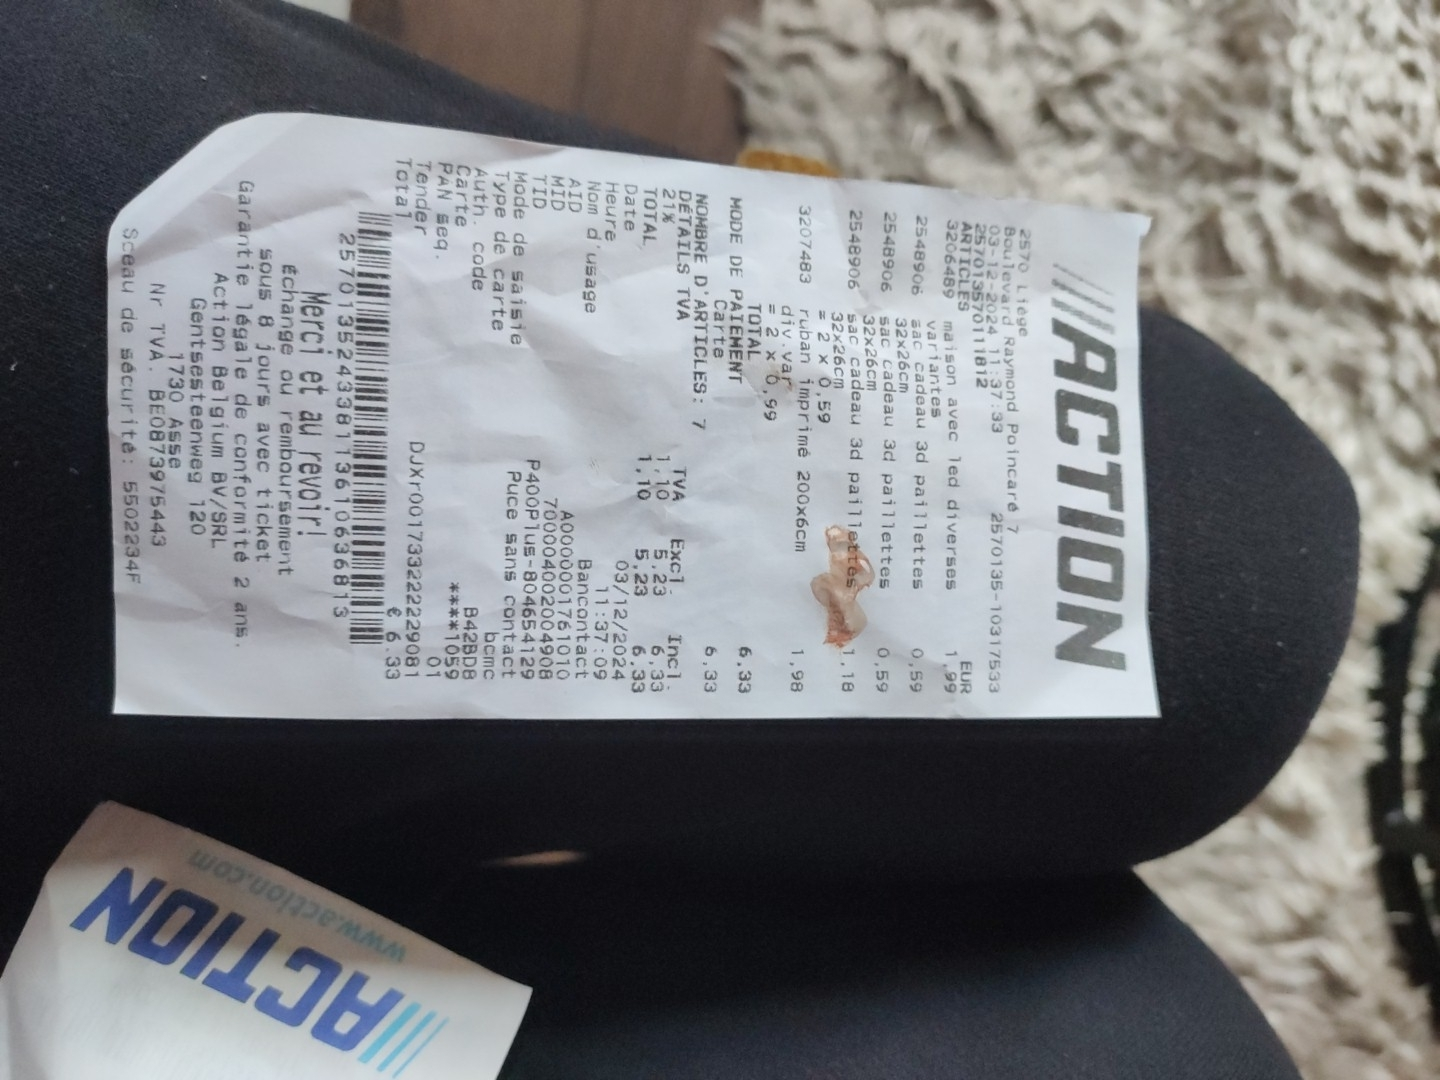 ACTION
2570 Liège
Boulevard Raymond Poincaré 7
03-12-2024 11:37:33 2570135-10317533
257013570111812
ARTICLES EUR
3206489 maison avec led diverses 1,99
variantes
2548906 sac cadeau 3d paillettes 0,59
32x26cm
2548906 sac cadeau 3d paillettes 0,59
32x26cm
2548906 sac cadeau 3d paillettes 1,18
32x26cm
= 2 x 0,59
3207483 ruban imprimé 200x6cm 1,98
div.var
= 2 x 0,99
TOTAL 6,33
MODE DE PAIEMENT
Carte 6,33
NOMBRE D'ARTICLES: 7
DÉTAILS TVA TVA Excl. Incl.
21% 1,10 5,23 6,33
TOTAL 1,10 5,23 6,33
Date 03/12/2024
Heure 11:37:09
Nom d'usage Bancontact
AID A0000001761010
MID 70000402004908
TID P400Plus-804654129
Mode de saisie Puce sans contact
Type de carte bcmc
Auth. code B42BD8
Carte ****1059
PAN seq. 01
Tender DJXr001733222229081
Total € 6.33
2570135243381136106368­13
Merci et au revoir!
échange ou remboursement
sous 8 jours avec ticket
Garantie légale de conformité 2 ans.
Action Belgium BV/SRL
Gentsesteenweg 120
1730 Asse
Nr TVA. BE0873975443
Sceau de sécurité: 5502234F
ACTION
www.action.com